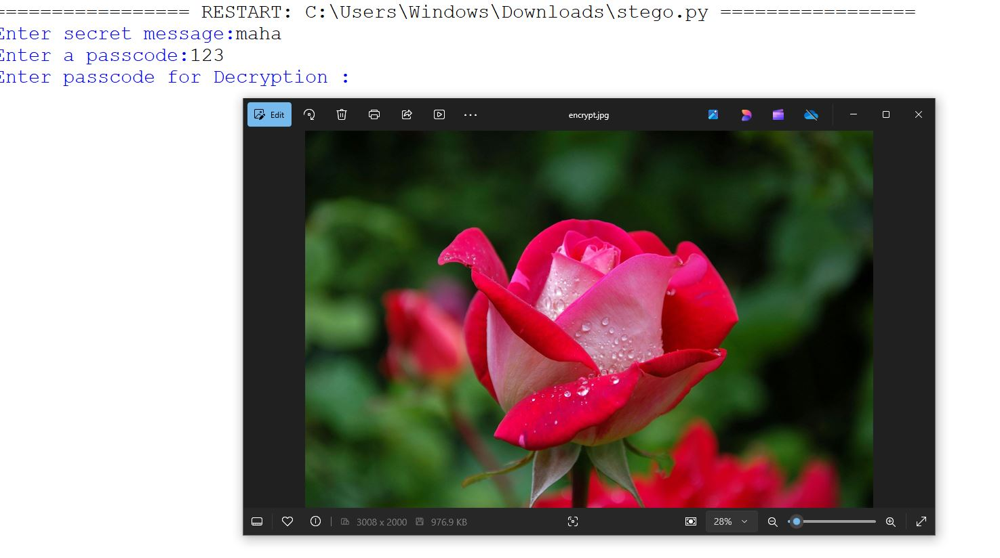 ================= RESTART: C:\Users\Windows\Downloads\stego.py =================
Enter secret message:maha
Enter a passcode:123
Enter passcode for Decryption :
Edit
encrypt.jpg
3008 x 2000 976.9 KB 28%